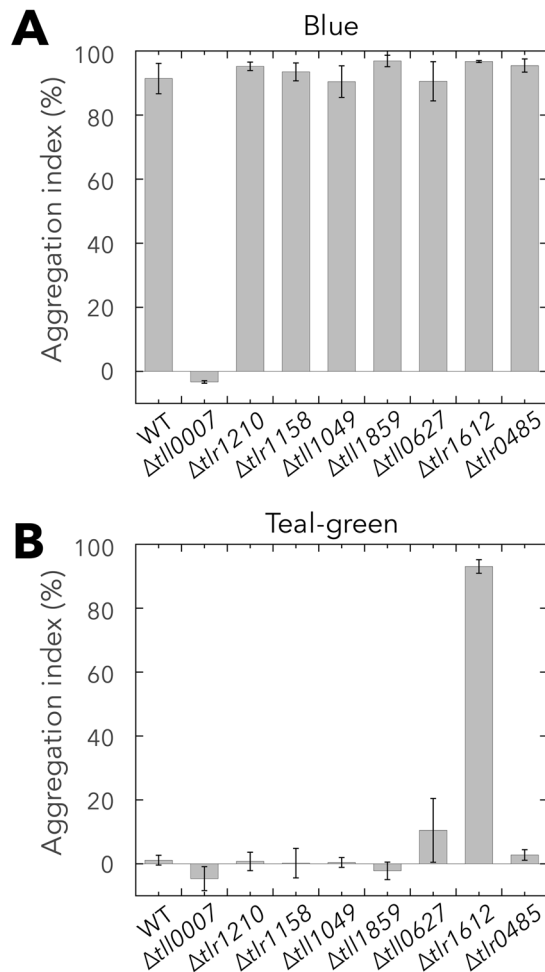 A
Blue
Aggregation index (%)
100
80
60
40
20
0
WT
Δtll0007
Δtlr1210
Δtlr1158
Δtll1049
Δtll1859
Δtll0627
Δtlr1612
Δtlr0485
B
Teal-green
Aggregation index (%)
100
80
60
40
20
0
WT
Δtll0007
Δtlr1210
Δtlr1158
Δtll1049
Δtll1859
Δtll0627
Δtlr1612
Δtlr0485